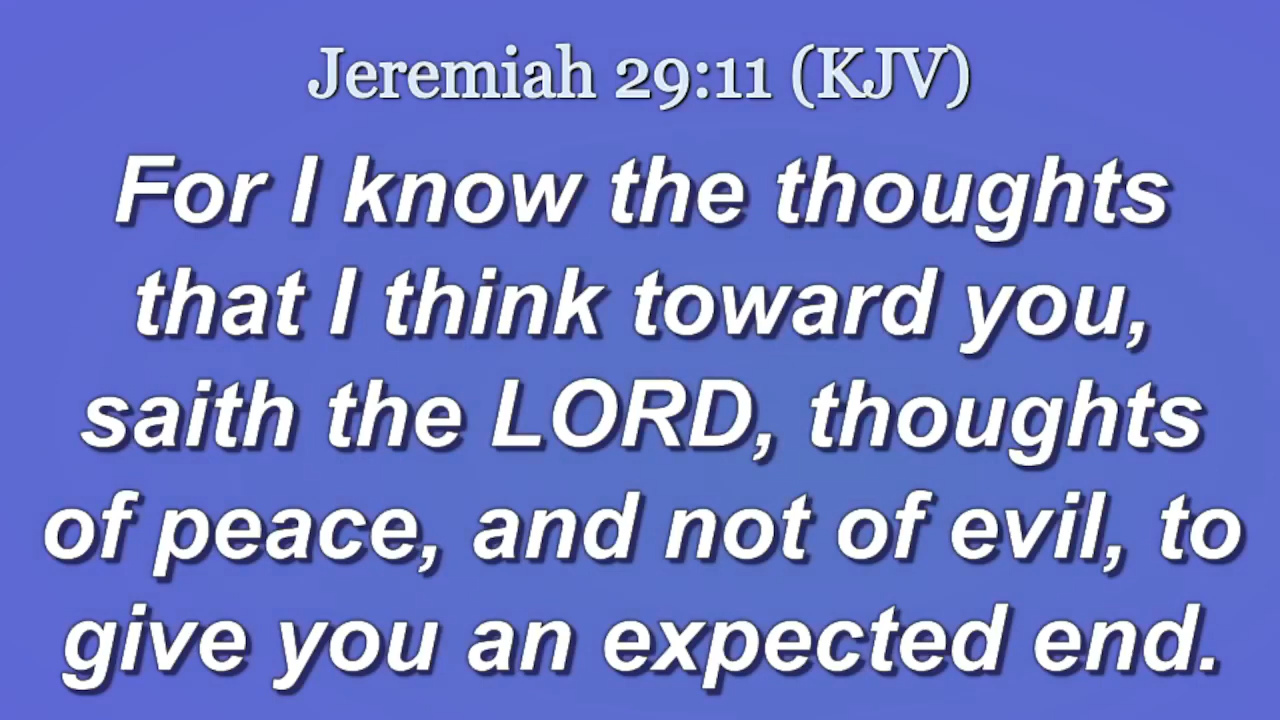 Jeremiah 29:11 (KJV)
For I know the thoughts
that I think toward you,
saith the LORD, thoughts
of peace, and not of evil, to
give you an expected end.